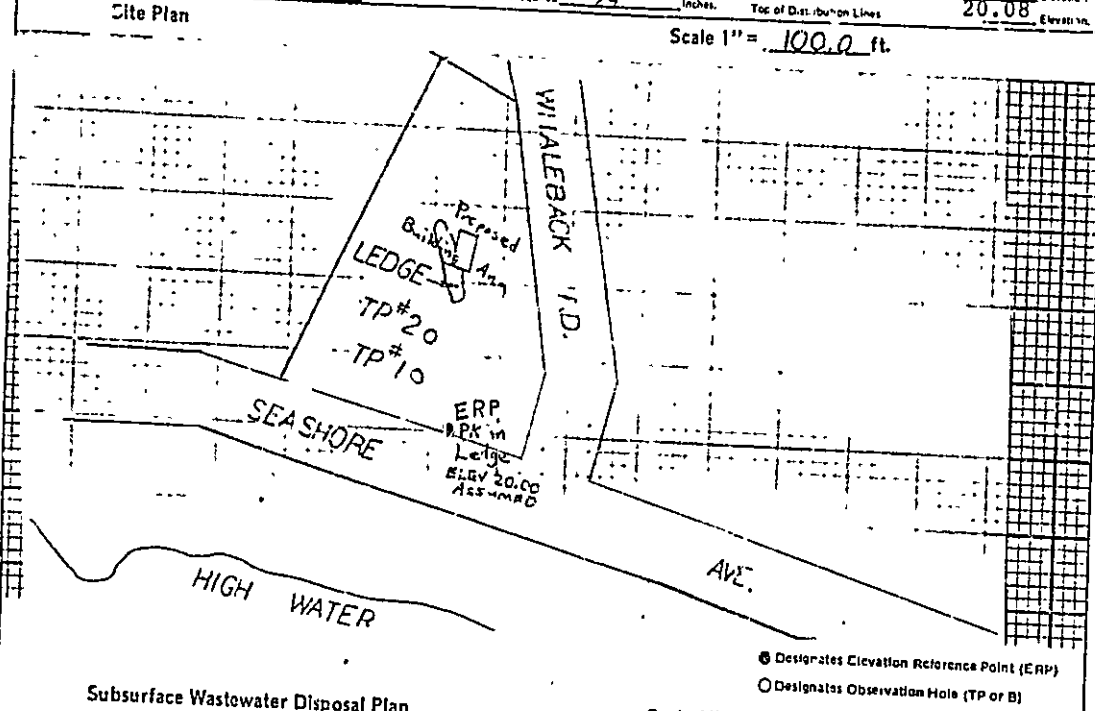 Inches.
Top of Distribution Lines
20.08 Elevation.
Site Plan
Scale 1" = 100.0 ft.
WHALEBACK
Proposed
Building
LEDGE
TP #2 O
TP #1 O
SEASHORE
AVE.
ERP
PK in
Ledge
ELEV 20.00
ASSUMED
HIGH WATER
Designates Elevation Reference Point (ERP)
Designates Observation Hole (TP or B)
Subsurface Wastewater Disposal Plan